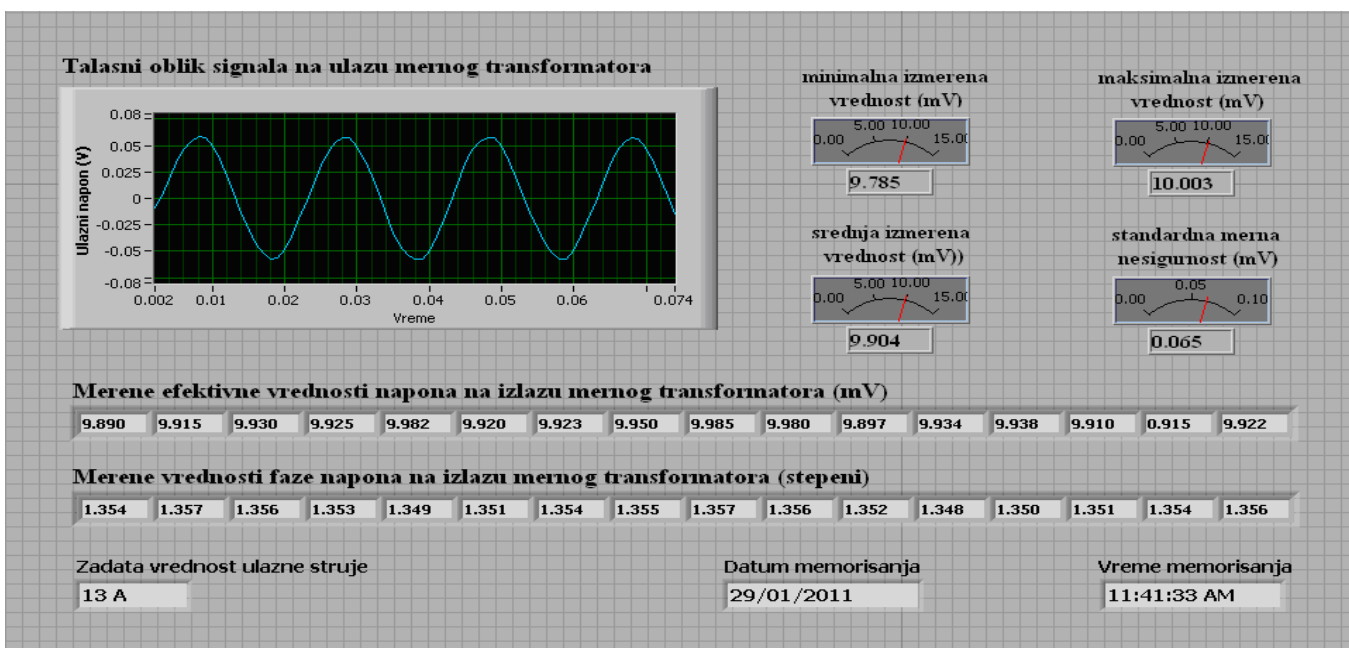 Talasni oblik signala na ulazu mernog transformatora
Ulazni napon (v)
0.08
0.05
0.025
0
-0.025
-0.05
-0.08
0.002 0.01 0.02 0.03 0.04 0.05 0.06 0.074
Vreme
minimalna izmerena
vrednost (mV)
0.00 5.00 10.00 15.00
9.785
maksimalna izmerena
vrednost (mV)
0.00 5.00 10.00 15.00
10.003
srednja izmerena
vrednost (mV))
0.00 5.00 10.00 15.00
9.904
standardna merna
nesigurnost (mV)
0.00 0.05 0.10
0.065
Merene efektivne vrednosti napona na izlazu mernog transformatora (mV)
9.890 9.915 9.930 9.925 9.982 9.920 9.923 9.950 9.985 9.980 9.897 9.934 9.938 9.910 0.915 9.922
Merene vrednosti faze napona na izlazu mernog transformatora (stepeni)
1.354 1.357 1.356 1.353 1.349 1.351 1.354 1.355 1.357 1.356 1.352 1.348 1.350 1.351 1.354 1.356
Zadata vrednost ulazne struje
13 A
Datum memorisanja
29/01/2011
Vreme memorisanja
11:41:33 AM